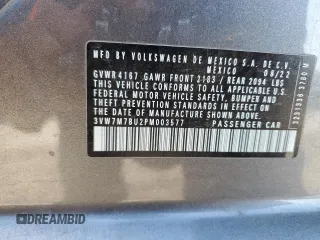 MFD BY VOLKSWAGEN DE MEXICO S.A. DE C.V.
MEXICO 08/22
GVWR 4167 GAWR FRONT 2183 / REAR 2094 LBS
THIS CAR CONFORMS TO ALL APPLICABLE U.S.
FEDERAL MOTOR VEHICLE SAFETY, BUMPER AND
THEFT PREVENTION STANDARDS IN EFFECT ON
THE DATE OF MANUFACTURE SHOWN ABOVE.
3VW7M7BU2PM003577 PASSENGER CAR
© DIARAMBID